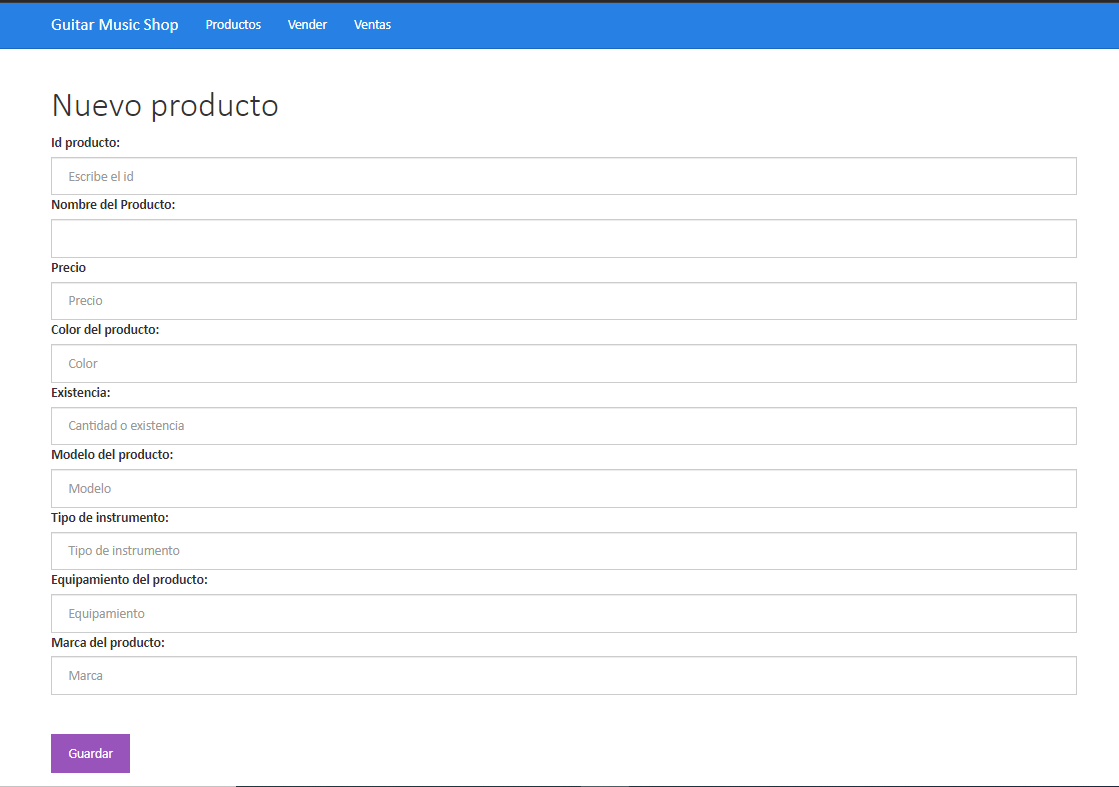 Guitar Music Shop Productos Vender Ventas
Nuevo producto
Id producto:
Escribe el id
Nombre del Producto:
Precio
Precio
Color del producto:
Color
Existencia:
Cantidad o existencia
Modelo del producto:
Modelo
Tipo de instrumento:
Tipo de instrumento
Equipamiento del producto:
Equipamiento
Marca del producto:
Marca
Guardar